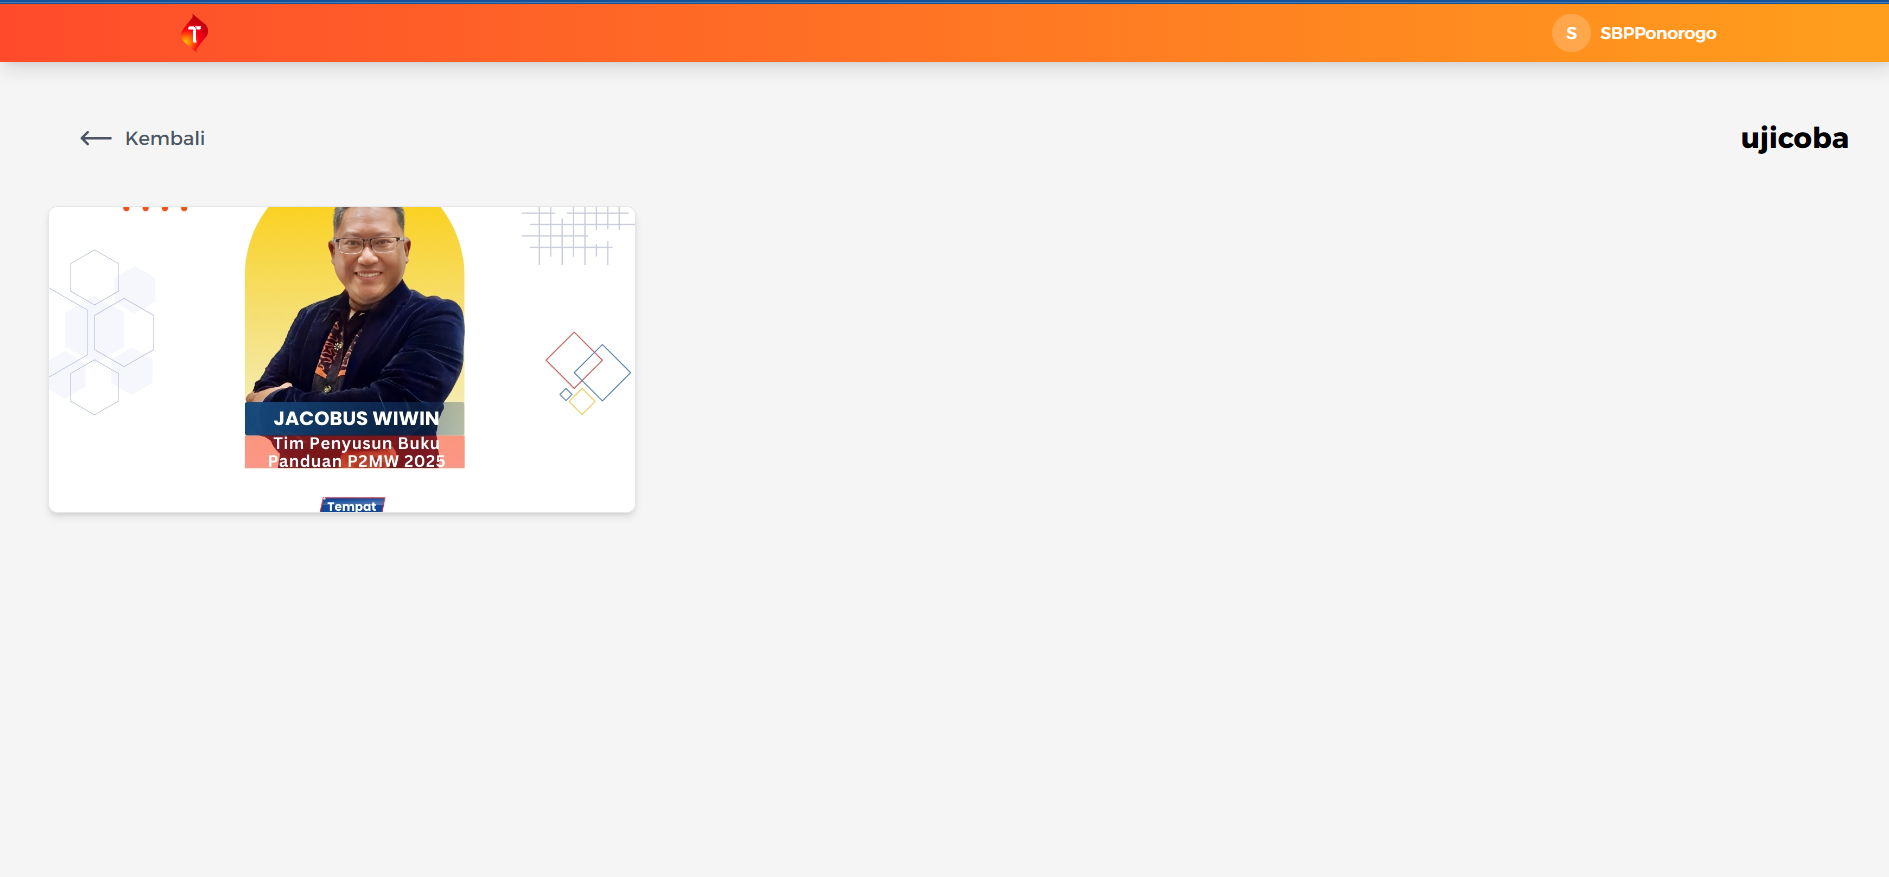 T
S SBPPonorogo
Kembali
ujicoba
JACOBUS WIWIN
Tim Penyusun Buku
Panduan P2MW 2025
Tempat